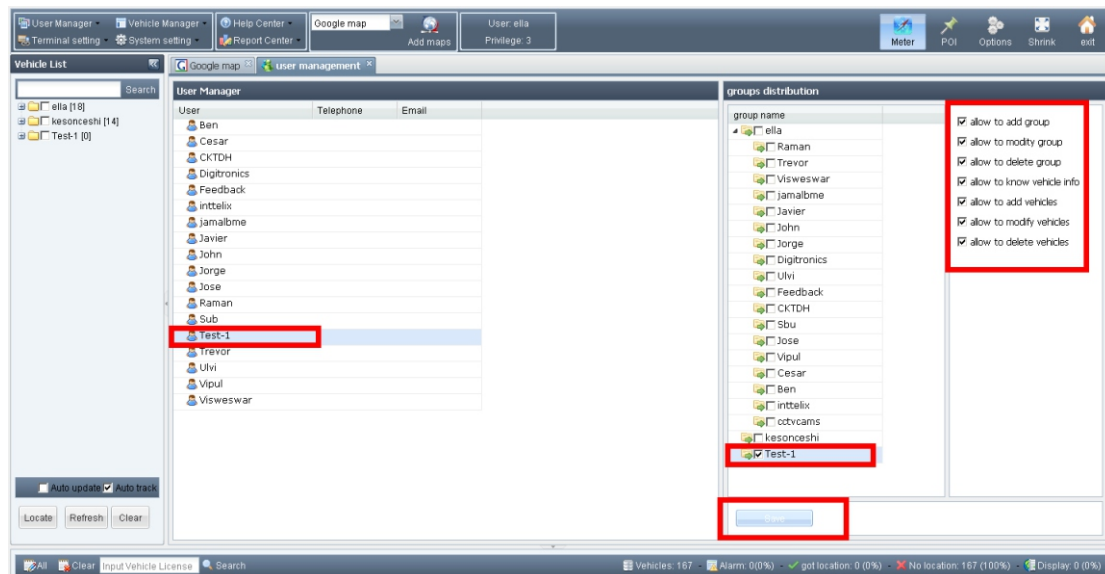 User Manager Vehicle Manager Help Center Google map User: ella
Terminal setting System setting Report Center Add maps Privilege: 3
Meter POI Options Shrink exit
Vehicle List
Google map user management
Search
ella [18]
kesonceshi [14]
Test-1 [0]
User Manager
User Telephone Email
Ben
Cesar
CKTDH
Digitronics
Feedback
inttelix
jamalbme
Javier
John
Jorge
Jose
Raman
Sub
Test-1
Trevor
Ulvi
Vipul
Visweswar
groups distribution
group name
ella
Raman
Trevor
Visweswar
jamalbme
Javier
John
Jorge
Digitronics
Ulvi
Feedback
CKTDH
Sbu
Jose
Vipul
Cesar
Ben
inttelix
cctvcams
kesonceshi
Test-1
allow to add group
allow to modify group
allow to delete group
allow to know vehicle info
allow to add vehicles
allow to modify vehicles
allow to delete vehicles
Save
Auto update Auto track
Locate Refresh Clear
All Clear Input Vehicle License Search
Vehicles: 167 - Alarm: 0(0%) - got location: 0 (0%) - No location: 167 (100%) - Display: 0 (0%)